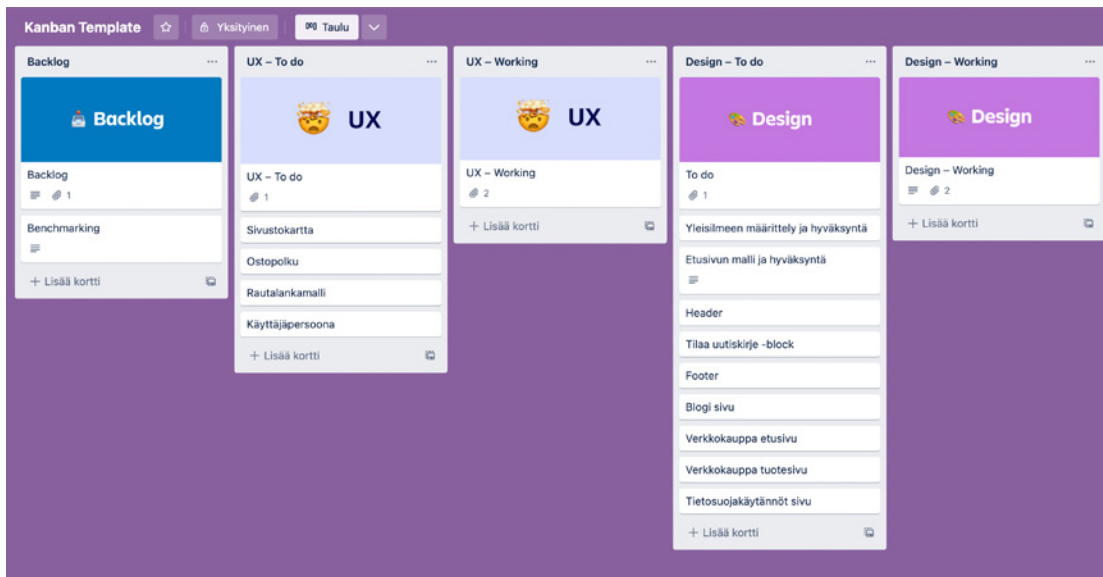 Kanban Template
Yksityinen
Taulu
Backlog
Backlog
Backlog
1
Benchmarking
+ Lisää kortti
UX – To do
UX
UX – To do
1
Sivustokartta
Ostopolku
Rautalankamalli
Käyttäjäpersoona
+ Lisää kortti
UX – Working
UX
UX – Working
2
+ Lisää kortti
Design – To do
Design
To do
1
Yleisilmeen määrittely ja hyväksyntä
Etusivun malli ja hyväksyntä
Header
Tilaa uutiskirje -block
Footer
Blogi sivu
Verkkokauppa etusivu
Verkkokauppa tuotesivu
Tietosuojakäytännöt sivu
+ Lisää kortti
Design – Working
Design
Design – Working
2
+ Lisää kortti